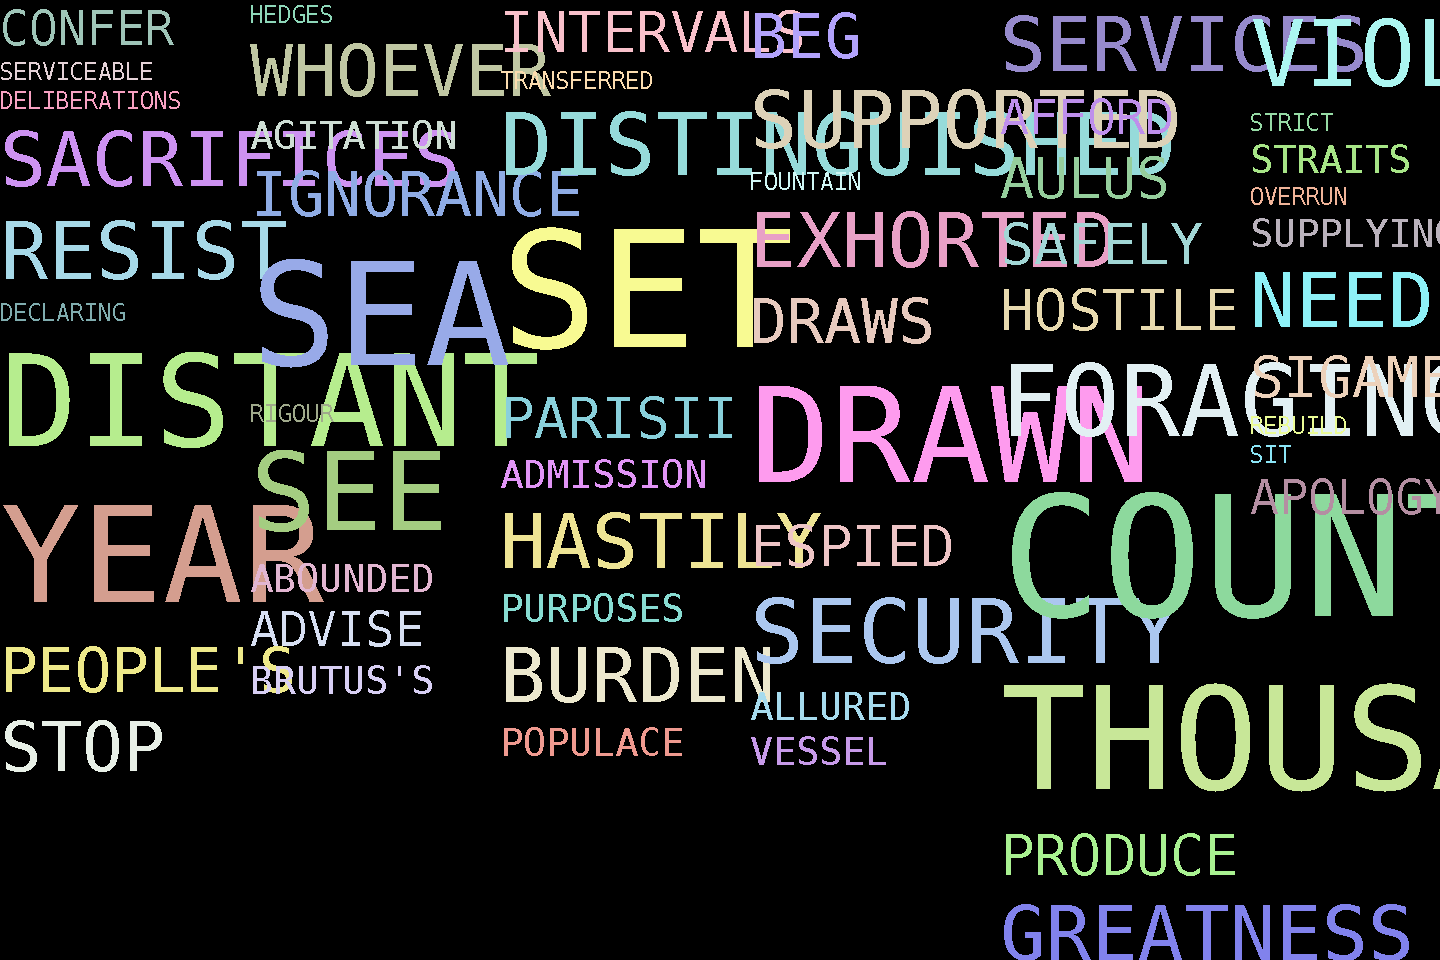 CONFER
SERVICEABLE
DELIBERATIONS
SACRIFICES
RESIST
DECLARING
DISTANT
YEAR
PEOPLE'S
STOP
HEDGES
WHOEVER
AGITATION
IGNORANCE
SEA
RIGOUR
SEE
ABOUNDED
ADVISE
BRUTUS'S
INTERVALS
TRANSFERRED
DISTINGUISHED
SET
PARISII
ADMISSION
HASTILY
PURPOSES
BURDEN
POPULACE
BEG
SUPPORTED
FOUNTAIN
EXHORTED
DRAWS
DRAWN
ESPIED
SECURITY
ALLURED
VESSEL
SERVICES
AFFORD
AULUS
SAFELY
HOSTILE
FORAGING
COUNT
THOUSA
PRODUCE
GREATNESS
VIOL
STRICT
STRAITS
OVERRUN
SUPPLYING
NEED
SIGAME
REBUILD
SIT
APOLOGY